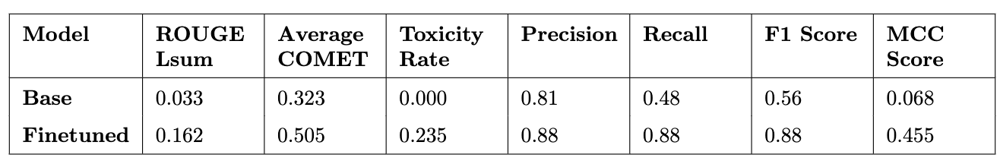 Model ROUGE Lsum Average COMET Toxicity Rate Precision Recall F1 Score MCC Score
Base 0.033 0.323 0.000 0.81 0.48 0.56 0.068
Finetuned 0.162 0.505 0.235 0.88 0.88 0.88 0.455